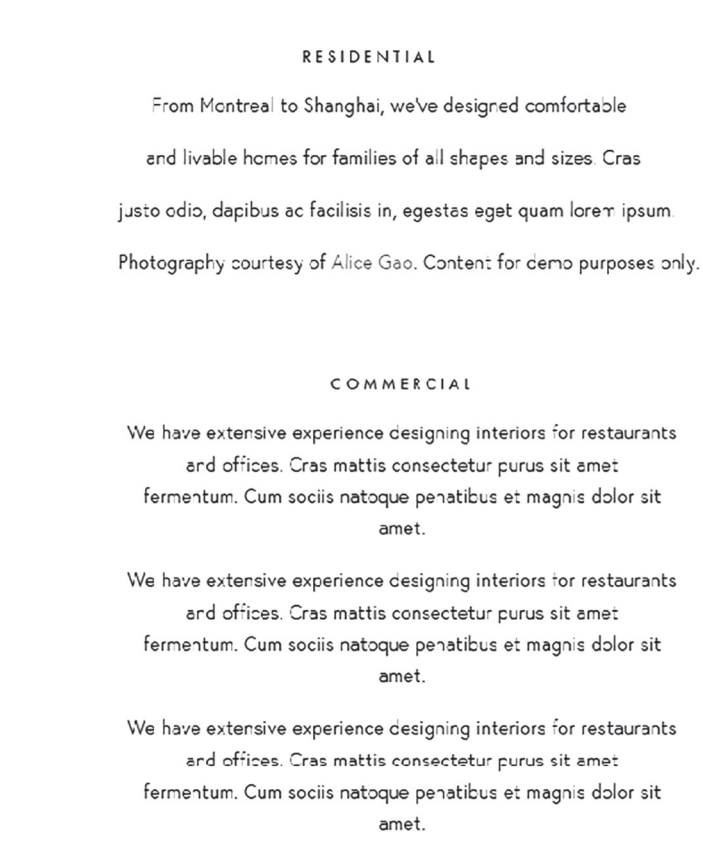 RESIDENTIAL
From Montreal to Shanghai, we've designed comfortable
and livable homes for families of all shapes and sizes. Cras
justo odio, dapibus ac facilisis in, egestas eget quam lorem ipsum.
Photography courtesy of Alice Gao. Content for demo purposes only.
COMMERCIAL
We have extensive experience designing interiors for restaurants
and offices. Cras mattis consectetur purus sit amet
fermentum. Cum sociis natoque penatibus et magnis dolor sit
amet.
We have extensive experience designing interiors for restaurants
and offices. Cras mattis consectetur purus sit amet
fermentum. Cum sociis natoque penatibus et magnis dolor sit
amet.
We have extensive experience designing interiors for restaurants
and offices. Cras mattis consectetur purus sit amet
fermentum. Cum sociis natoque penatibus et magnis dolor sit
amet.